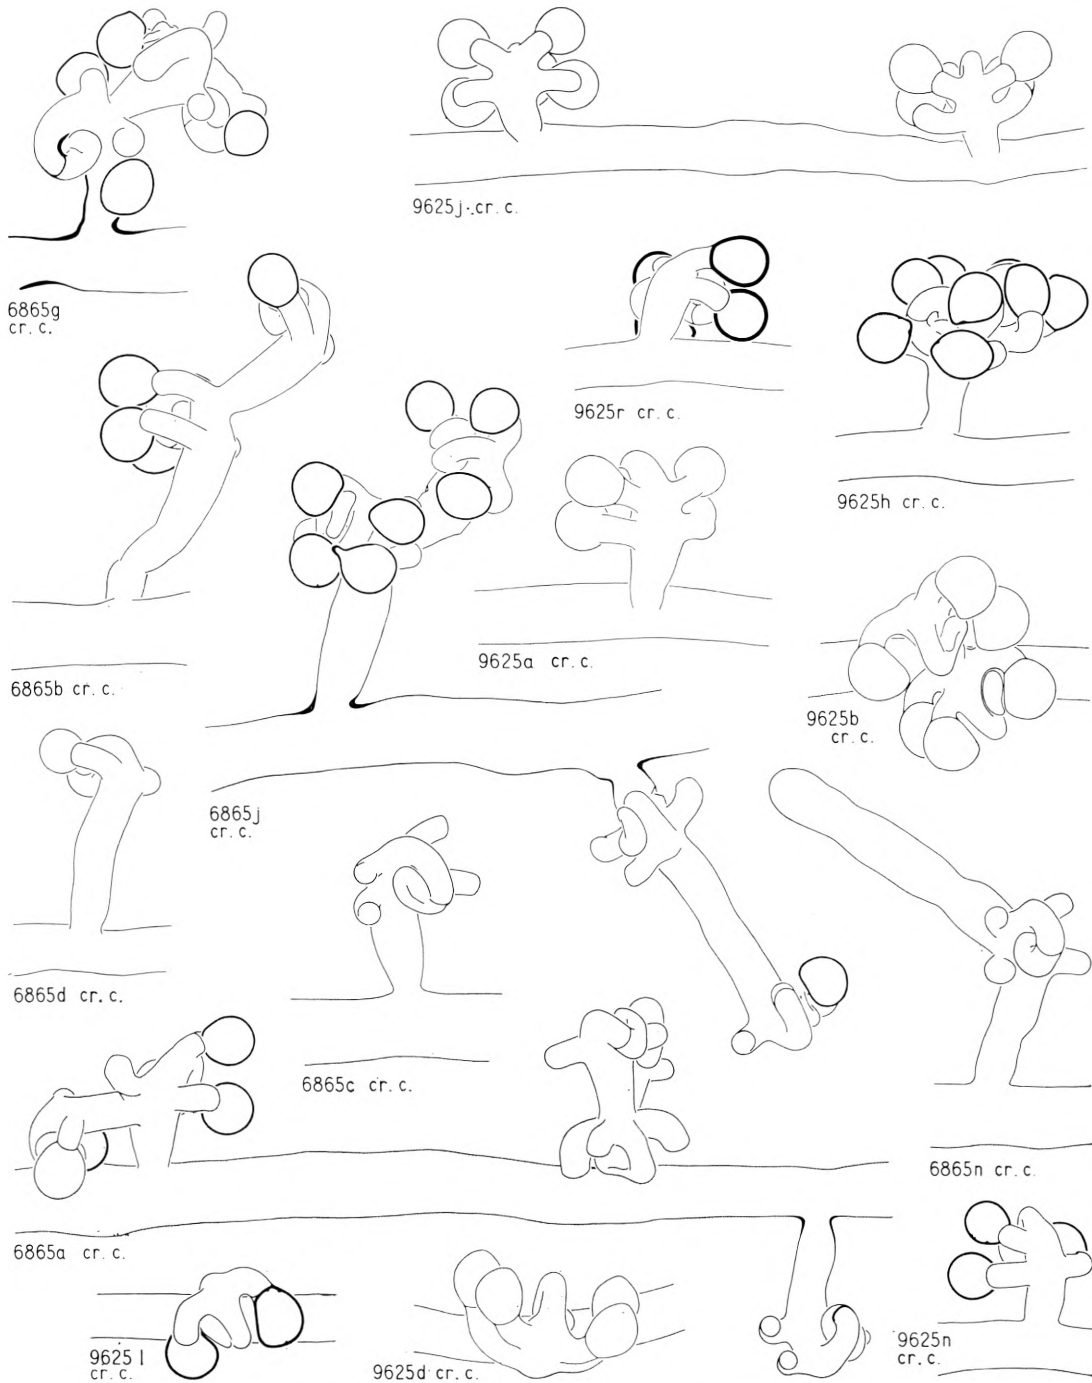 9625j cr. c.
6865g
cr. c.
9625r cr. c.
9625h cr. c.
9625a cr. c.
6865b cr. c.
9625b
cr. c.
6865j
cr. c.
6865d cr. c.
6865c cr. c.
6865n cr. c.
6865a cr. c.
9625l
cr. c.
9625d cr. c.
9625n
cr. c.